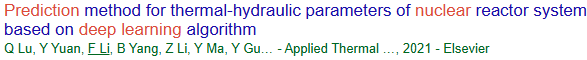 Prediction method for thermal-hydraulic parameters of nuclear reactor system
based on deep learning algorithm
Q Lu, Y Yuan, F Li, B Yang, Z Li, Y Ma, Y Gu… - Applied Thermal …, 2021 - Elsevier